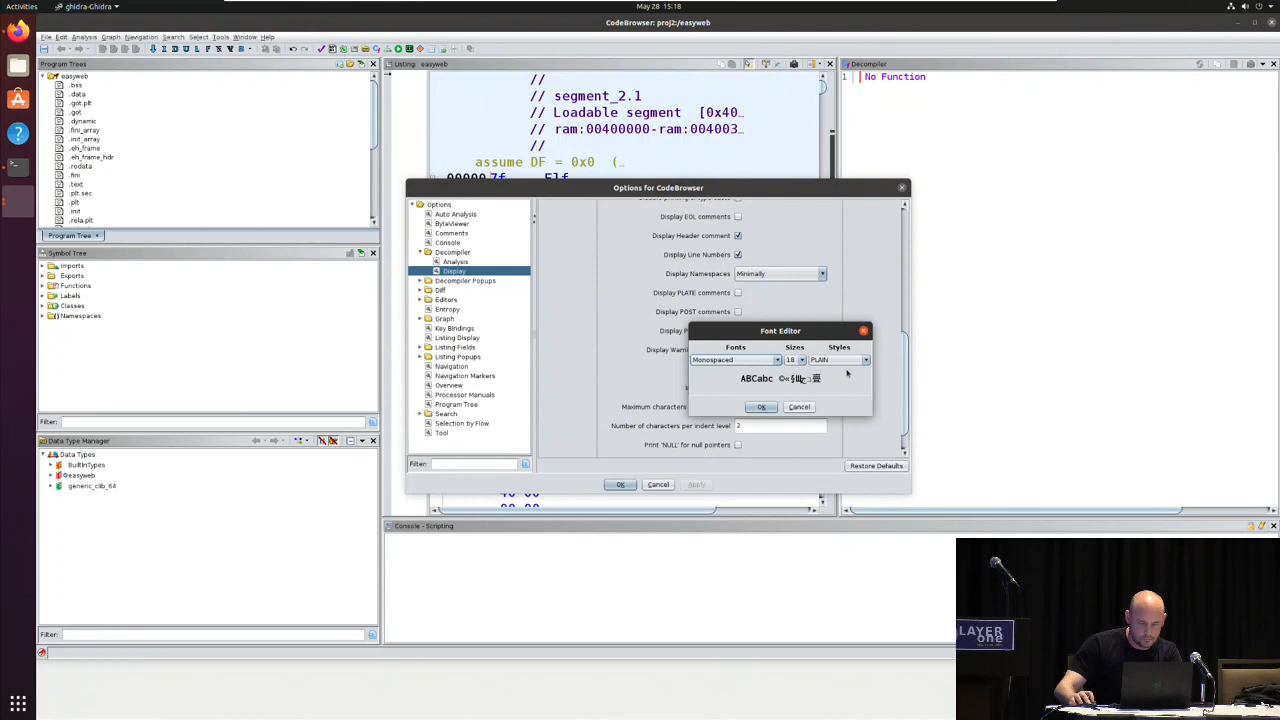 Activities
ghidra-Ghidra
May 28 15:18
CodeBrowser: proj2:/easyweb
File Edit Analysis Graph Navigation Search Select Tools Window Help
Program Trees
easyweb
.bss
.data
.got.plt
.got
.dynamic
.fini_array
.init_array
.eh_frame
.eh_frame_hdr
.rodata
.fini
.text
.plt.sec
.plt
.init
.rela.plt
Program Tree ×
Symbol Tree
Imports
Exports
Functions
Labels
Classes
Namespaces
Filter:
Data Type Manager
Data Types
BuiltInTypes
easyweb
generic_clib_64
Filter:
Listing: easyweb
//
// segment_2.1
// Loadable segment [0x40…
// ram:00400000-ram:004003…
//
assume DF = 0x0 (…
Decompiler
1
No Function
Options for CodeBrowser
Options
Auto Analysis
ByteViewer
Comments
Console
Decompiler
Analysis
Display
Decompiler Popups
Diff
Editors
Entropy
Graph
Key Bindings
Listing Display
Listing Fields
Listing Popups
Navigation
Navigation Markers
Overview
Processor Manuals
Program Tree
Search
Selection by Flow
Tool
Filter:
Display EOL comments
Display Header comment
Display Line Numbers
Display Namespaces Minimally
Display PLATE comments
Display POST comments
Display
Display
Maximum characters
Number of characters per indent level 2
Print 'NULL' for null pointers
Restore Defaults
OK Cancel Apply
Font Editor
Fonts Sizes Styles
Monospaced 18 PLAIN
ABCabc
OK Cancel
Console - Scripting
LAYER
one